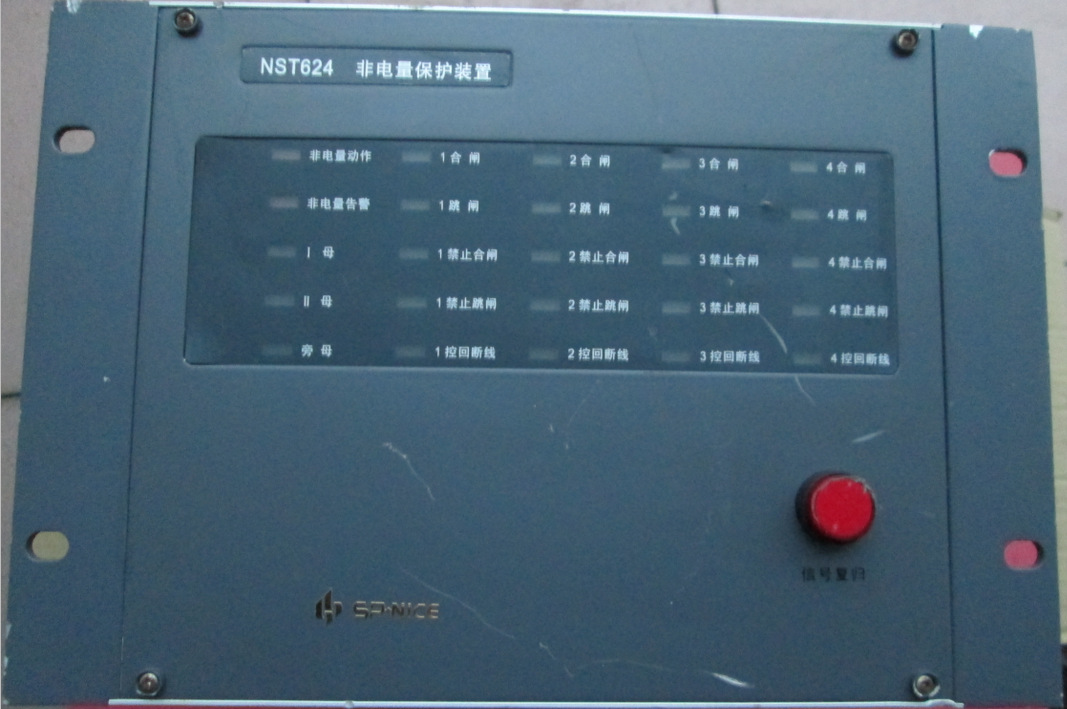 NST624 非电量保护装置
非电量动作 1合 闸 2合 闸 3合 闸 4合 闸
非电量告警 1跳 闸 2跳 闸 3跳 闸 4跳 闸
Ⅰ 母 1禁止合闸 2禁止合闸 3禁止合闸 4禁止合闸
Ⅱ 母 1禁止跳闸 2禁止跳闸 3禁止跳闸 4禁止跳闸
旁 母 1控回断线 2控回断线 3控回断线 4控回断线
信号复归
SP·NICE